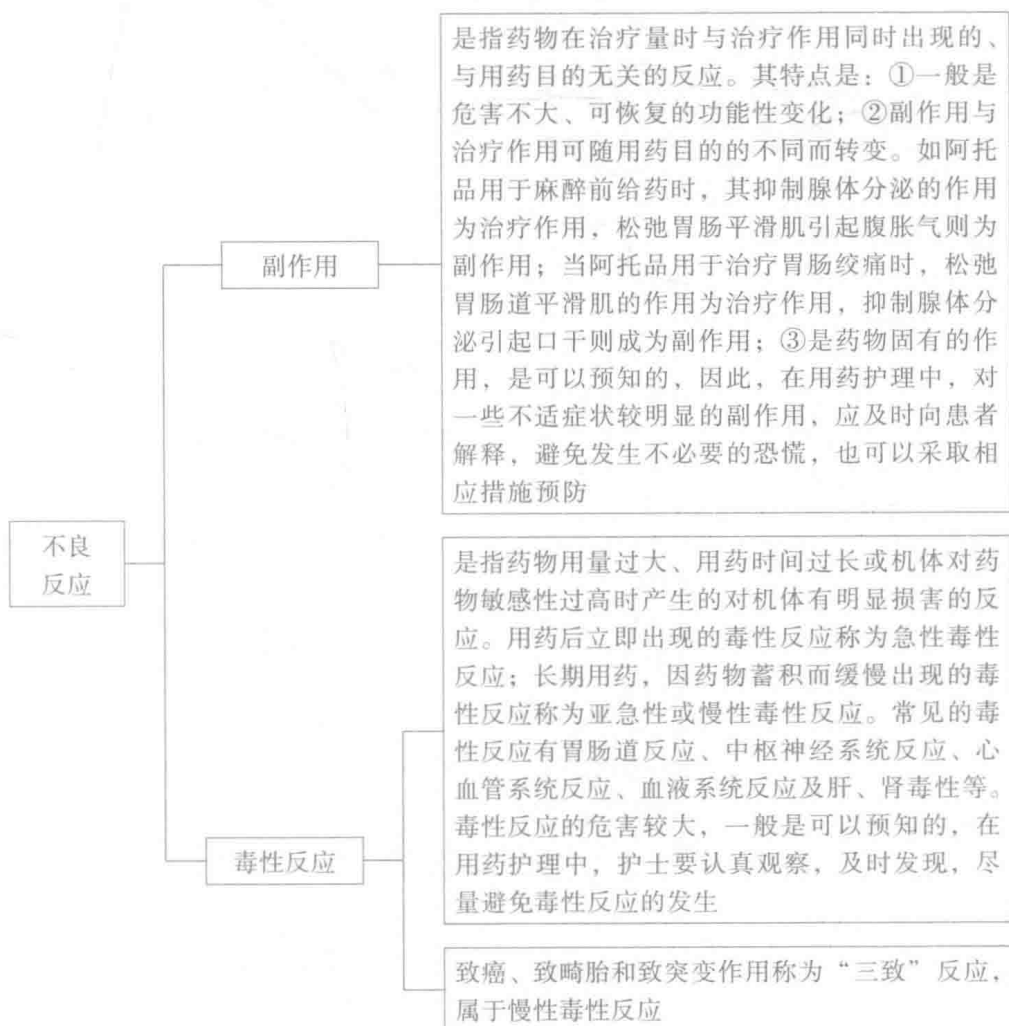 是指药物在治疗量时与治疗作用同时出现的、
与用药目的无关的反应。其特点是：①一般是
危害不大、可恢复的功能性变化；②副作用与
治疗作用可随用药目的的不同而转变。如阿托
品用于麻醉前给药时，其抑制腺体分泌的作用
为治疗作用，松弛胃肠平滑肌引起腹胀气则为
副作用；当阿托品用于治疗胃肠绞痛时，松弛
胃肠道平滑肌的作用为治疗作用，抑制腺体分
泌引起口干则成为副作用；③是药物固有的作
用，是可以预知的，因此，在用药护理中，对
一些不适症状较明显的副作用，应及时向患者
解释，避免发生不必要的恐慌，也可以采取相
应措施预防
副作用
不良
反应
是指药物用量过大、用药时间过长或机体对药
物敏感性过高时产生的对机体有明显损害的反
应。用药后立即出现的毒性反应称为急性毒性
反应；长期用药，因药物蓄积而缓慢出现的毒
性反应称为亚急性或慢性毒性反应。常见的毒
性反应有胃肠道反应、中枢神经系统反应、心
血管系统反应、血液系统反应及肝、肾毒性等。
毒性反应的危害较大，一般是可以预知的，在
用药护理中，护士要认真观察，及时发现，尽
量避免毒性反应的发生
毒性反应
致癌、致畸胎和致突变作用称为“三致”反应，
属于慢性毒性反应